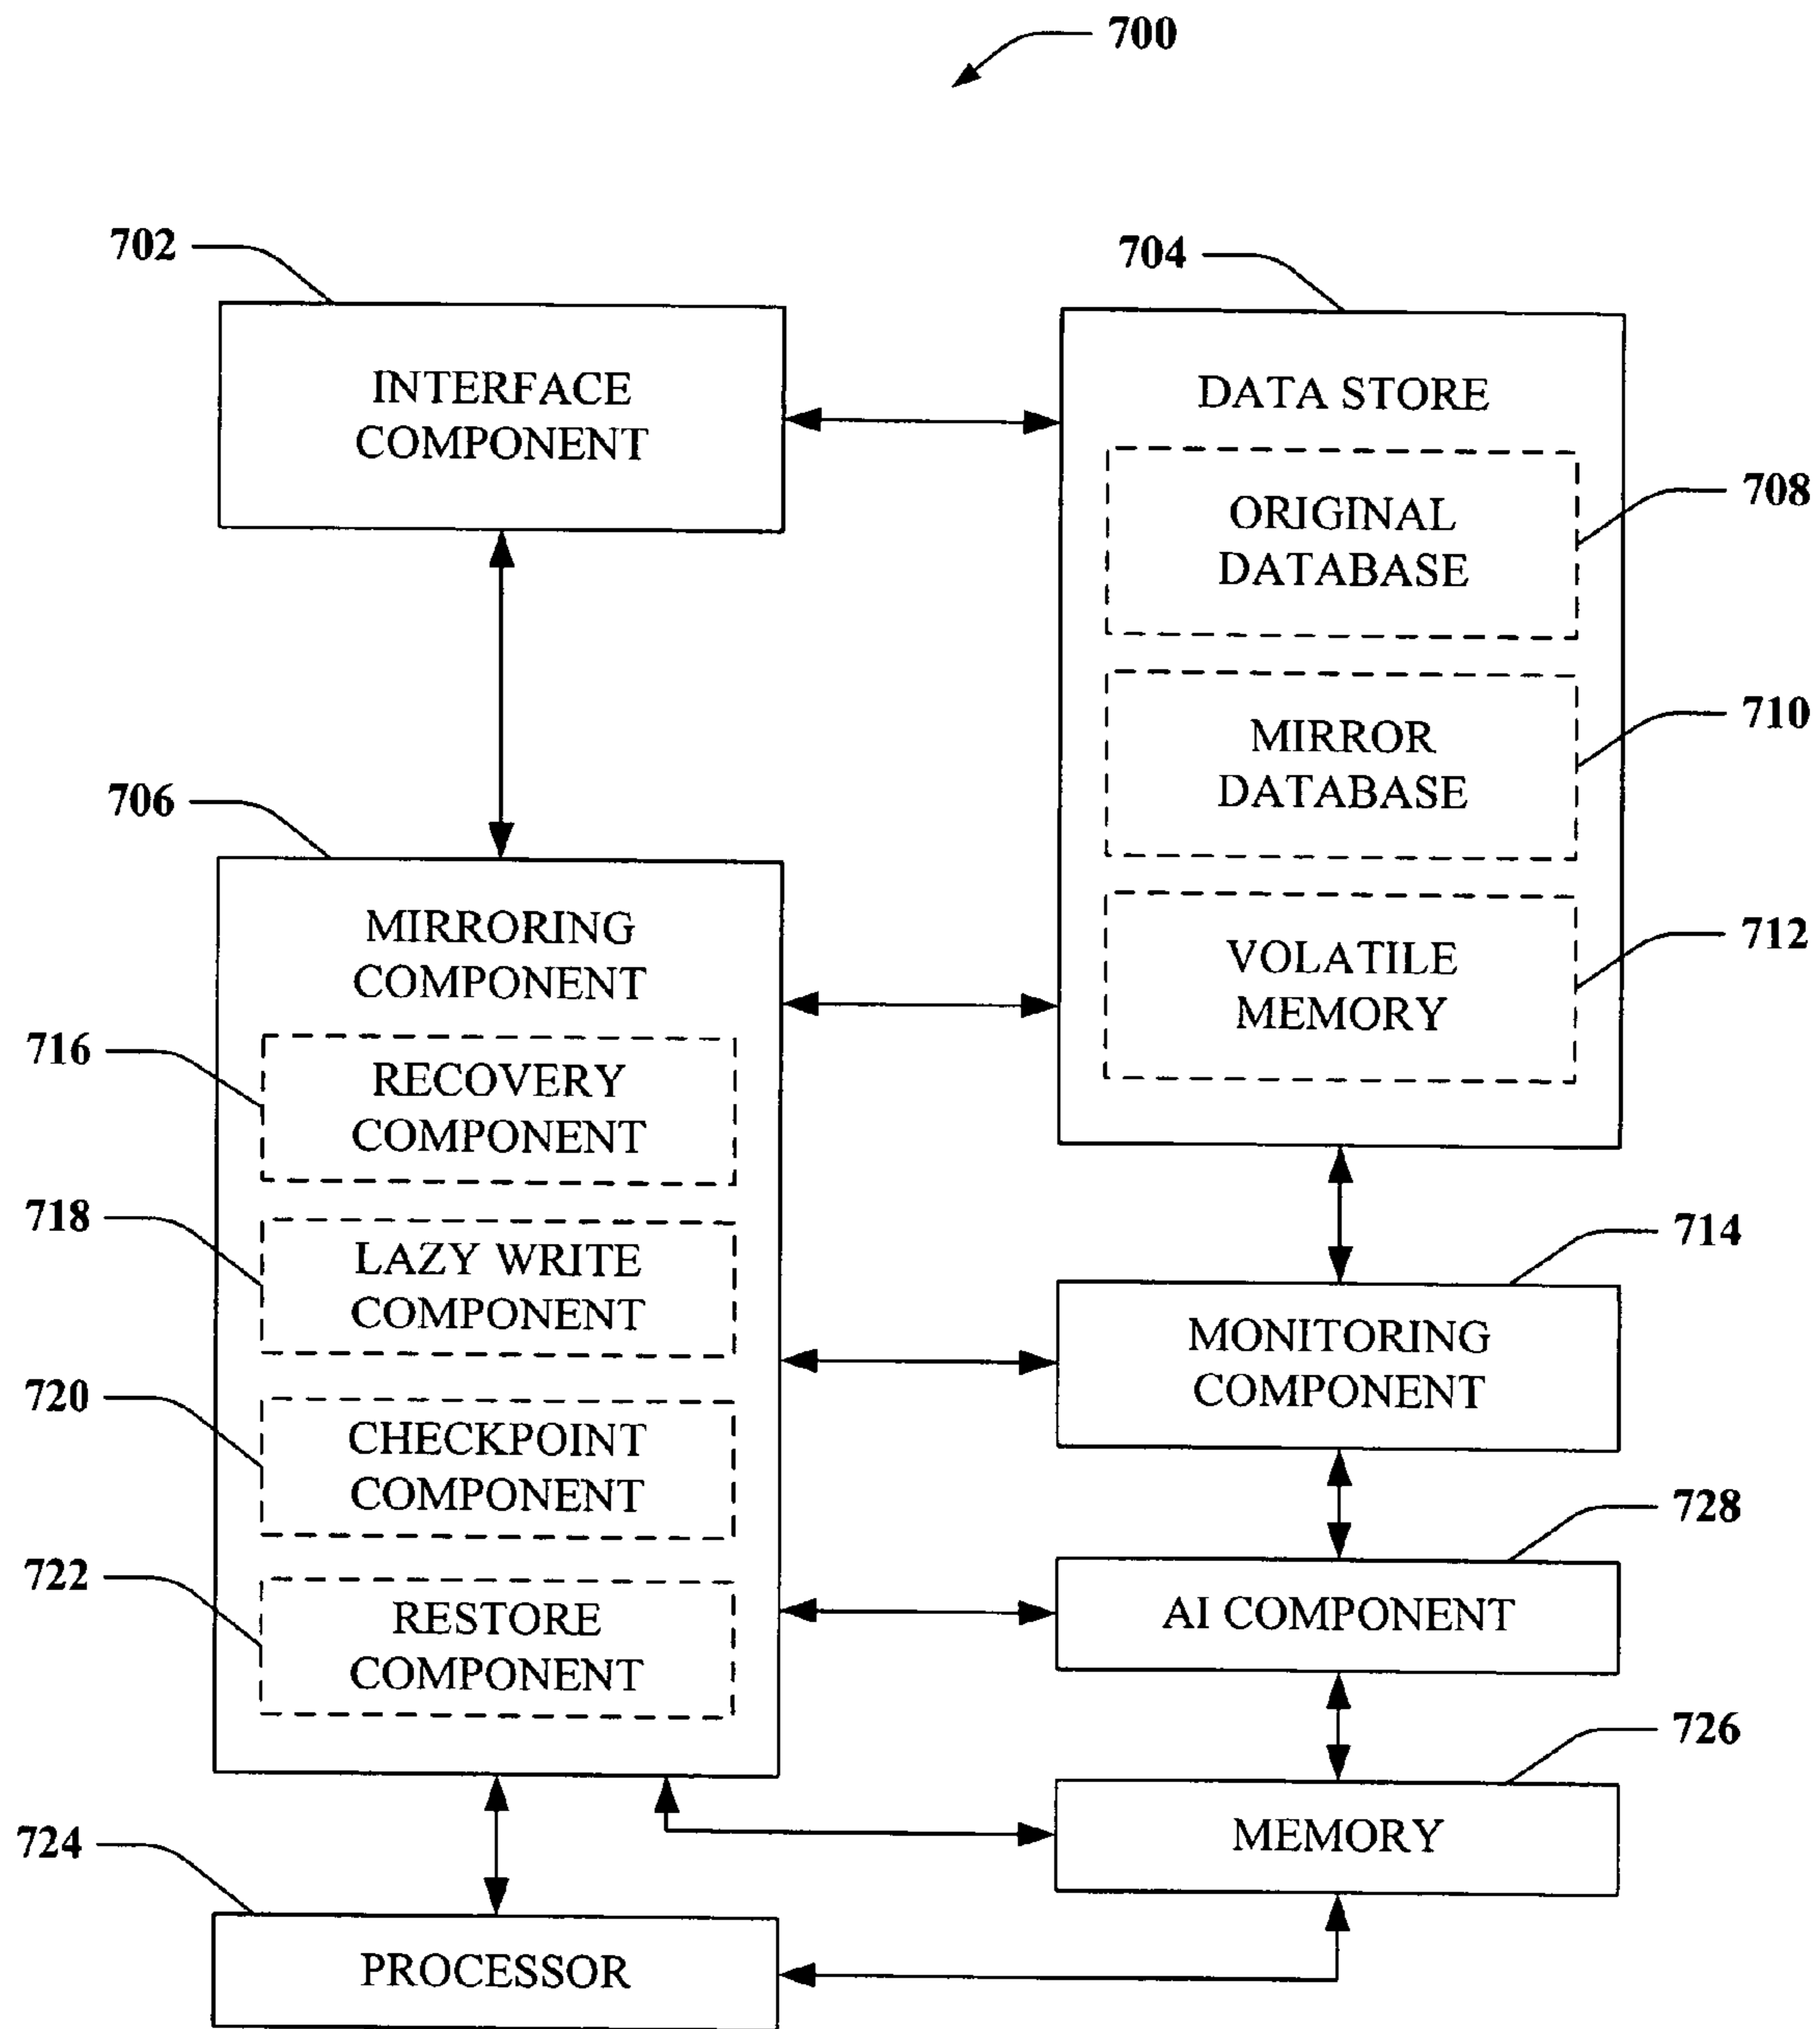 700
702
704
INTERFACE
COMPONENT
DATA STORE
ORIGINAL
DATABASE
708
MIRROR
DATABASE
710
VOLATILE
MEMORY
712
706
MIRRORING
COMPONENT
716
RECOVERY
COMPONENT
718
LAZY WRITE
COMPONENT
720
CHECKPOINT
COMPONENT
722
RESTORE
COMPONENT
714
MONITORING
COMPONENT
728
AI COMPONENT
726
MEMORY
724
PROCESSOR